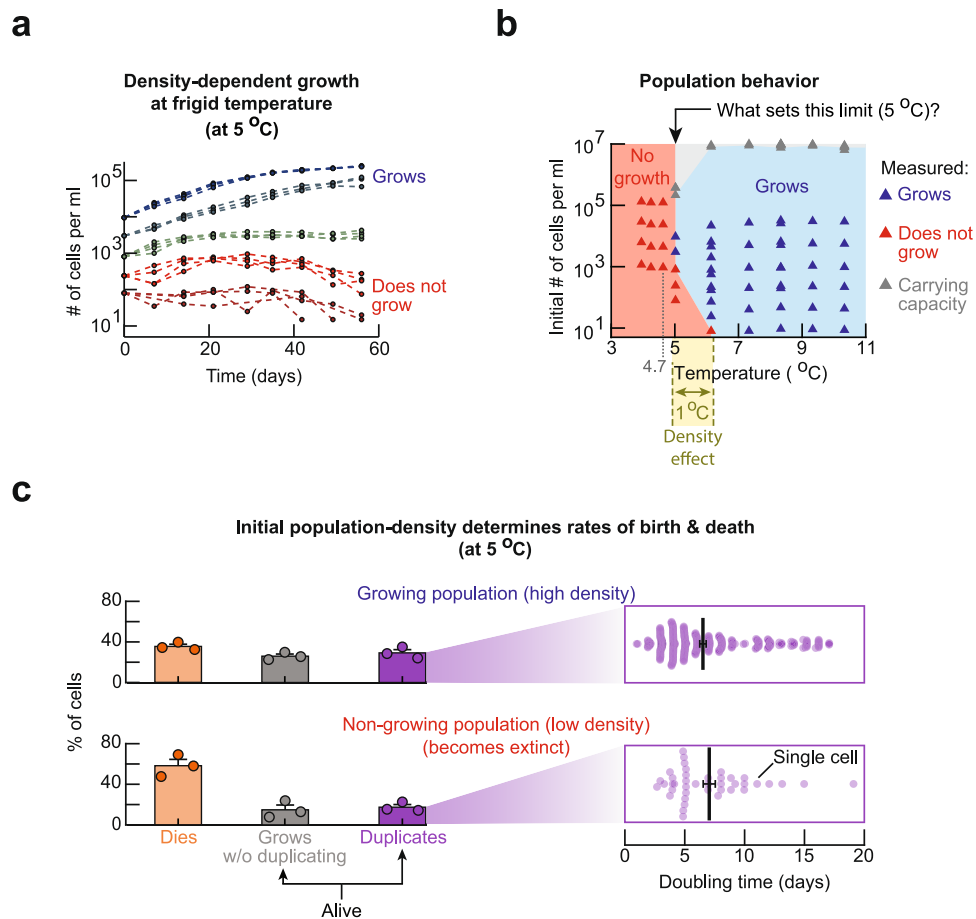 a
Density-dependent growth
at frigid temperature
(at 5 °C)
# of cells per ml
10^5
10^3
10^1
Grows
Does not
grow
0
20
40
60
Time (days)
b
Population behavior
What sets this limit (5 °C)?
Initial # of cells per ml
10^7
10^5
10^3
10^1
No
growth
Grows
3
5
7
9
11
4.7
Temperature ( °C)
1 °C
Density
effect
Measured:
Grows
Does not
grow
Carrying
capacity
c
Initial population-density determines rates of birth & death
(at 5 °C)
% of cells
Growing population (high density)
80
40
0
Non-growing population (low density)
(becomes extinct)
80
40
0
Single cell
Dies
Grows
w/o duplicating
Duplicates
Alive
0
5
10
15
20
Doubling time (days)